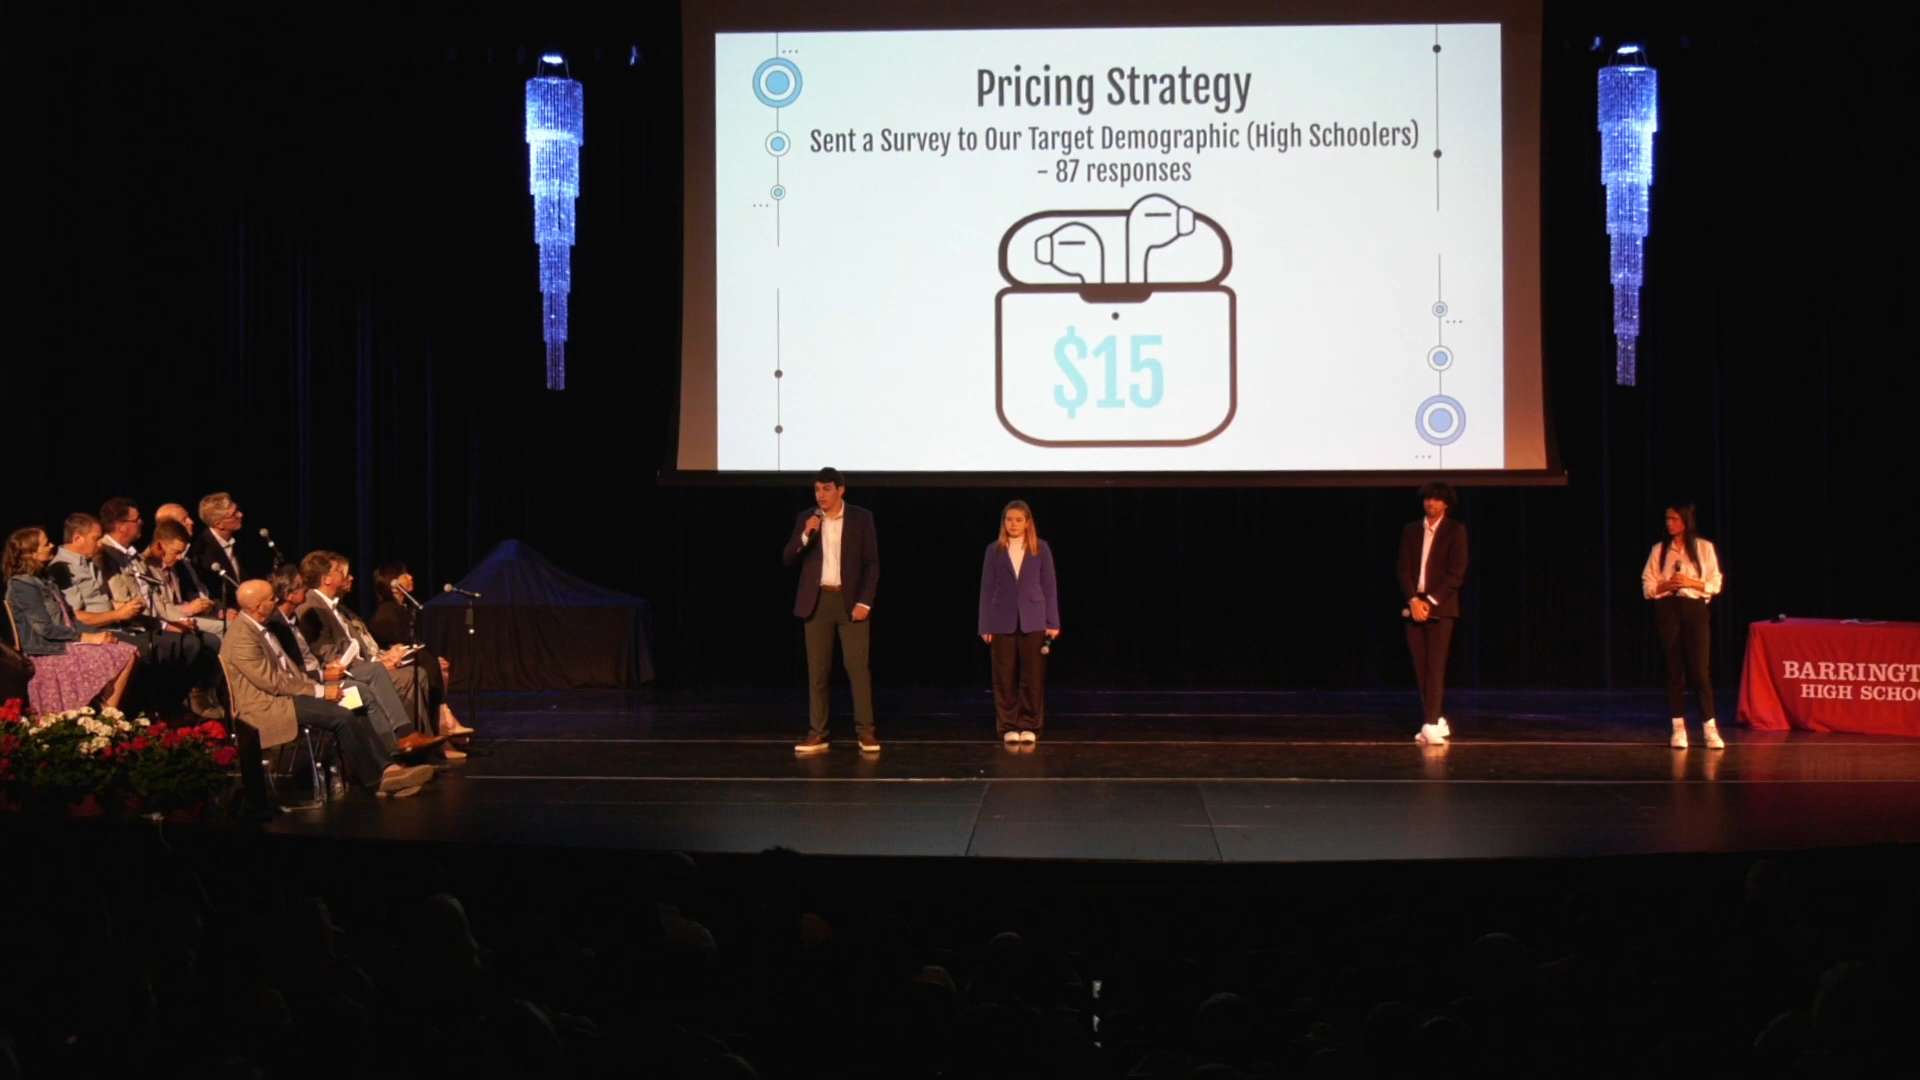 Pricing Strategy
Sent a Survey to Our Target Demographic (High Schoolers)
- 87 responses
$15
BARRINGT
HIGH SCHO